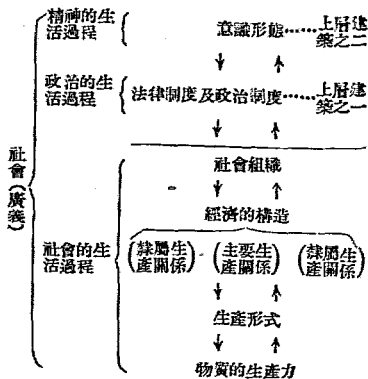 精神的生
活過程
意識形態……上層建
築之二
政治的生
活過程
法律制度及政治制度……上層建
築之一
社會(廣義)
社會組織
經濟的構造
社會的生
活過程
(隸屬生
產關係)
(主要生
產關係)
(隸屬生
產關係)
生產形式
物質的生產力